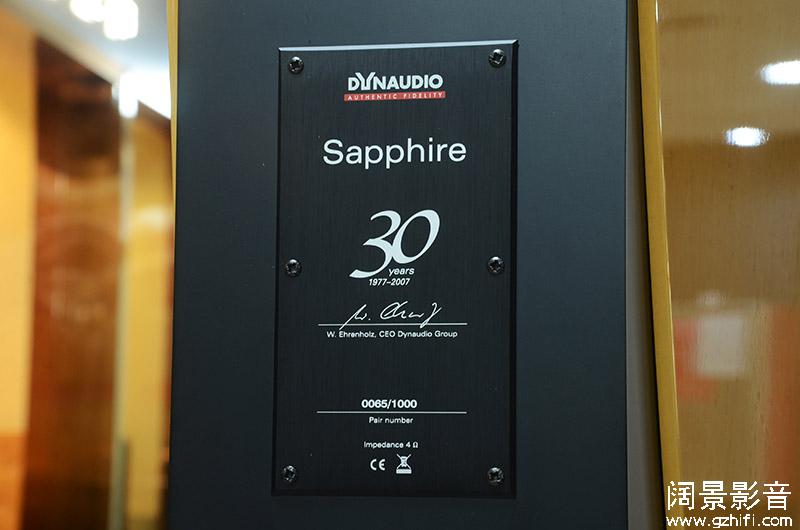 DYNAUDIO
AUTHENTIC FIDELITY
Sapphire
30
years
1977–2007
W. Ehrenholz, CEO Dynaudio Group
0065/1000
Pair number
Impedance 4 Ω
CE
阔景影音
www.gzhifi.com